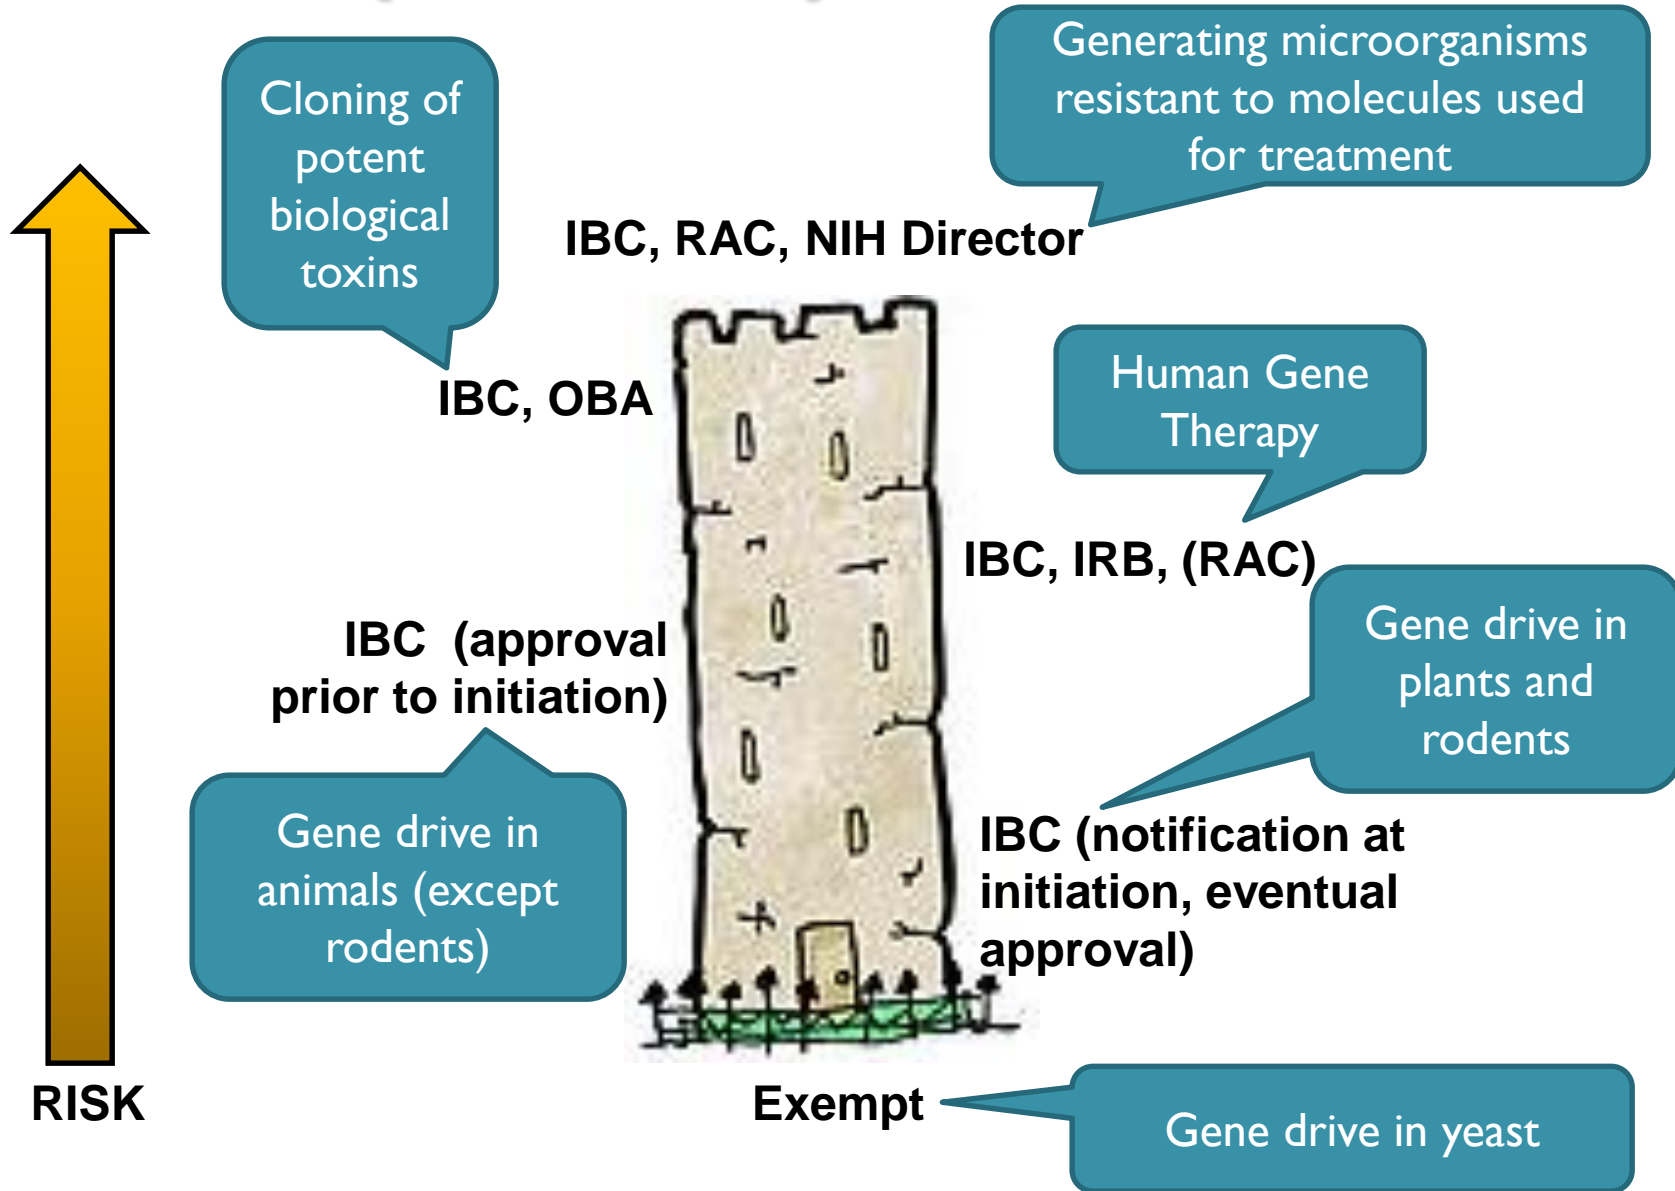 Generating microorganisms
resistant to molecules used
for treatment
Cloning of
potent
biological
toxins
IBC, RAC, NIH Director
IBC, OBA
Human Gene
Therapy
IBC, IRB, (RAC)
IBC (approval
prior to initiation)
Gene drive in
plants and
rodents
Gene drive in
animals (except
rodents)
IBC (notification at
initiation, eventual
approval)
RISK
Exempt
Gene drive in yeast